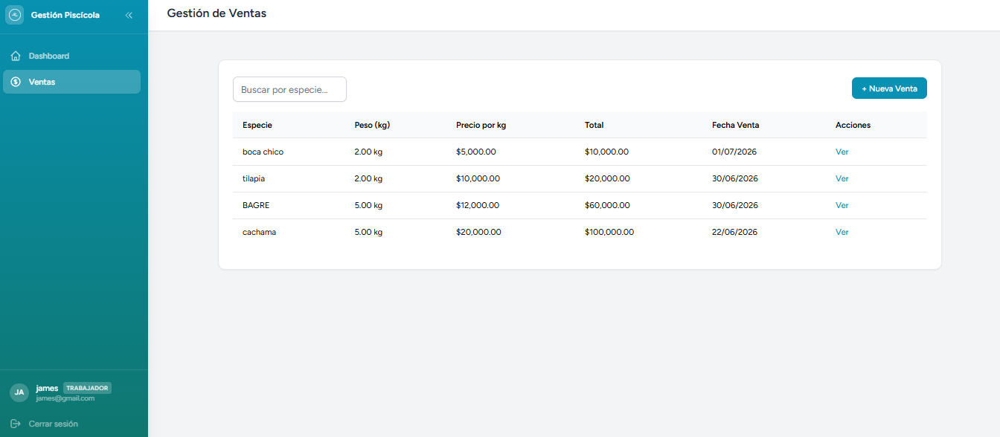 Gestión Piscícola
Gestión de Ventas
Dashboard
Ventas
Buscar por especie...
+ Nueva Venta
Especie Peso (kg) Precio por kg Total Fecha Venta Acciones
boca chico 2.00 kg $5,000.00 $10,000.00 01/07/2026 Ver
tilapia 2.00 kg $10,000.00 $20,000.00 30/06/2026 Ver
BAGRE 5.00 kg $12,000.00 $60,000.00 30/06/2026 Ver
cachama 5.00 kg $20,000.00 $100,000.00 22/06/2026 Ver
JA
james TRABAJADOR
james@gmail.com
Cerrar sesión